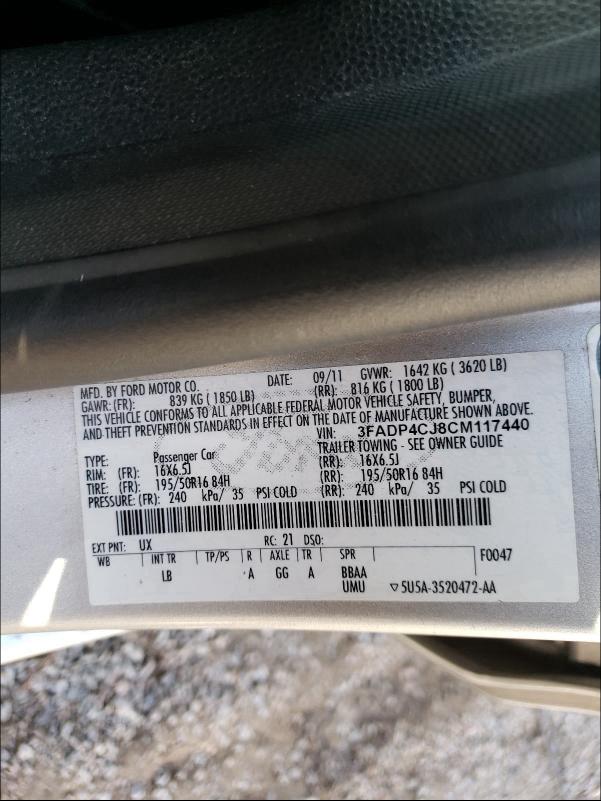 MFD. BY FORD MOTOR CO. DATE: 09/11 GVWR: 1642 KG ( 3620 LB)
GAWR: (FR): 839 KG ( 1850 LB) (RR): 816 KG ( 1800 LB)
THIS VEHICLE CONFORMS TO ALL APPLICABLE FEDERAL MOTOR VEHICLE SAFETY, BUMPER,
AND THEFT PREVENTION STANDARDS IN EFFECT ON THE DATE OF MANUFACTURE SHOWN ABOVE.
VIN: 3FADP4CJ8CM117440
TYPE: Passenger Car TRAILER TOWING - SEE OWNER GUIDE
RIM: (FR): 16X6.5J (RR): 16X6.5J
TIRE: (FR): 195/50R16 84H (RR): 195/50R16 84H
PRESSURE: (FR): 240 kPa/ 35 PSI COLD (RR): 240 kPa/ 35 PSI COLD
EXT PNT: UX RC: 21 DSO:
WB INT TR TP/PS R AXLE TR SPR F0047
LB A GG A BBAA
UMU ▽5U5A-3520472-AA